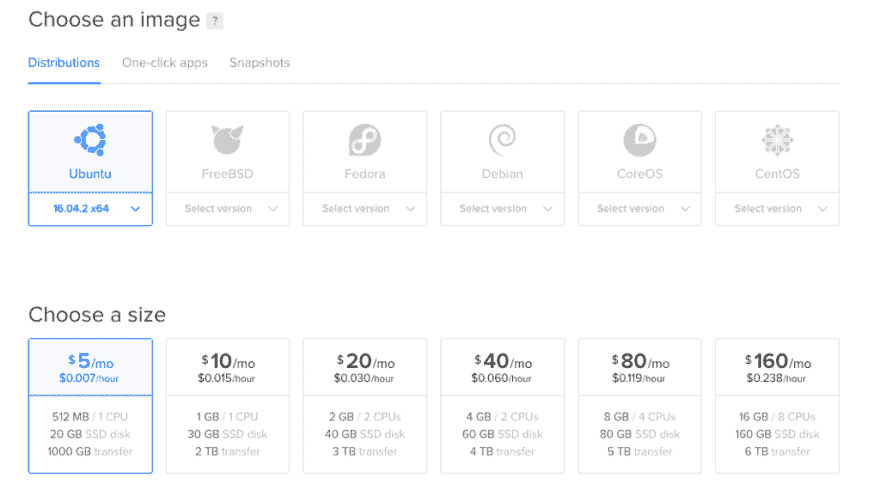 Choose an image ?
Distributions One-click apps Snapshots
Ubuntu FreeBSD Fedora Debian CoreOS CentOS
16.04.2 x64 Select version Select version Select version Select version Select version
Choose a size
$5/mo $10/mo $20/mo $40/mo $80/mo $160/mo
$0.007/hour $0.015/hour $0.030/hour $0.060/hour $0.119/hour $0.238/hour
512 MB / 1 CPU 1 GB / 1 CPU 2 GB / 2 CPUs 4 GB / 2 CPUs 8 GB / 4 CPUs 16 GB / 8 CPUs
20 GB SSD disk 30 GB SSD disk 40 GB SSD disk 60 GB SSD disk 80 GB SSD disk 160 GB SSD disk
1000 GB transfer 2 TB transfer 3 TB transfer 4 TB transfer 5 TB transfer 6 TB transfer